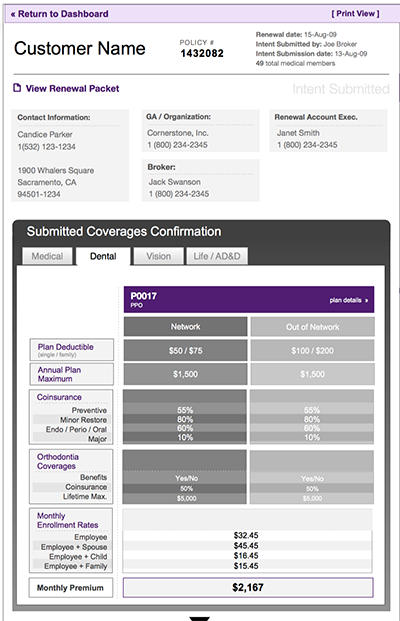 « Return to Dashboard
[ Print View ]
Customer Name
POLICY #
1432082
Renewal date: 15-Aug-09
Intent Submitted by: Joe Broker
Intent Submission date: 13-Aug-09
49 total medical members
View Renewal Packet
Intent Submitted
Contact Information:
Candice Parker
1(532) 123-1234
1900 Whalers Square
Sacramento, CA
94501-1234
GA / Organization:
Cornerstone, Inc.
1 (800) 234-2345
Broker:
Jack Swanson
1 (800) 234-2345
Renewal Account Exec.
Janet Smith
1 (800) 234-2345
Submitted Coverages Confirmation
Medical Dental Vision Life / AD&D
P0017
PPO
plan details »
Network Out of Network
Plan Deductible
(single / family)
$50 / $75 $100 / $200
Annual Plan
Maximum
$1,500 $1,500
Coinsurance
Preventive 55% 55%
Minor Restore 80% 80%
Endo / Perio / Oral 60% 60%
Major 10% 10%
Orthodontia
Coverages
Benefits Yes/No Yes/No
Coinsurance 50% 50%
Lifetime Max. $5,000 $5,000
Monthly
Enrollment Rates
Employee $32.45
Employee + Spouse $45.45
Employee + Child $16.45
Employee + Family $15.45
Monthly Premium $2,167